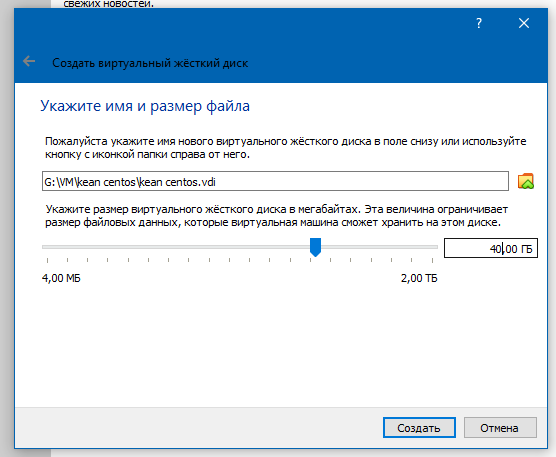 свежих новостей.
?
Создать виртуальный жёсткий диск
Укажите имя и размер файла
Пожалуйста укажите имя нового виртуального жёсткого диска в поле снизу или используйте
кнопку с иконкой папки справа от него.
G:\VM\kean centos\kean centos.vdi
Укажите размер виртуального жёсткого диска в мегабайтах. Эта величина ограничивает
размер файловых данных, которые виртуальная машина сможет хранить на этом диске.
40,00 ГБ
4,00 МБ 2,00 ТБ
Создать Отмена